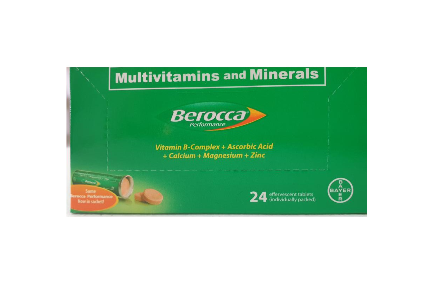 Multivitamins and Minerals
Berocca
Performance
Vitamin B-Complex + Ascorbic Acid
+ Calcium + Magnesium + Zinc
24 effervescent tablets
(individually packed)
BAYER